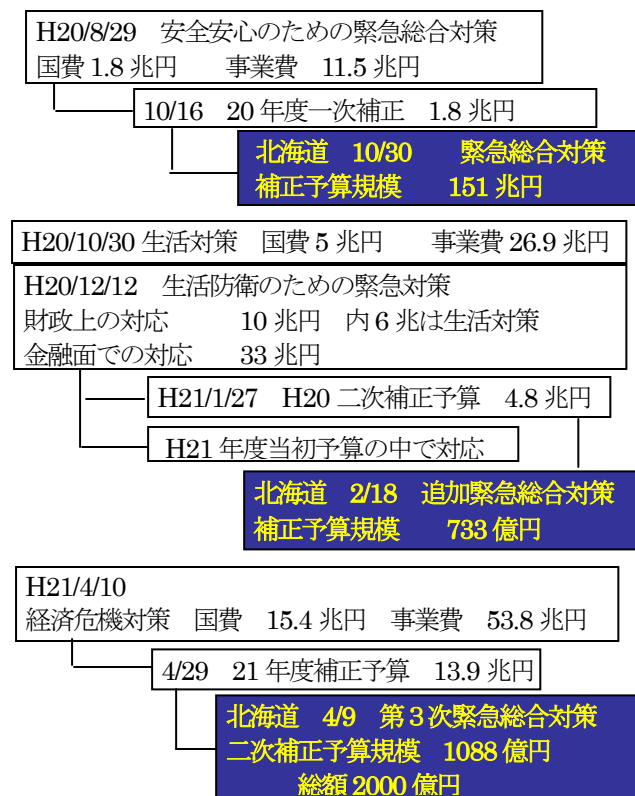 H20/8/29 安全安心のための緊急総合対策
国費 1.8 兆円 事業費 11.5 兆円
10/16 20 年度一次補正 1.8 兆円
北海道 10/30 緊急総合対策
補正予算規模 151 兆円
H20/10/30 生活対策 国費 5 兆円 事業費 26.9 兆円
H20/12/12 生活防衛のための緊急対策
財政上の対応 10 兆円 内 6 兆は生活対策
金融面での対応 33 兆円
H21/1/27 H20 二次補正予算 4.8 兆円
H21 年度当初予算の中で対応
北海道 2/18 追加緊急総合対策
補正予算規模 733 億円
H21/4/10
経済危機対策 国費 15.4 兆円 事業費 53.8 兆円
4/29 21 年度補正予算 13.9 兆円
北海道 4/9 第３次緊急総合対策
二次補正予算規模 1088 億円
総額 2000 億円